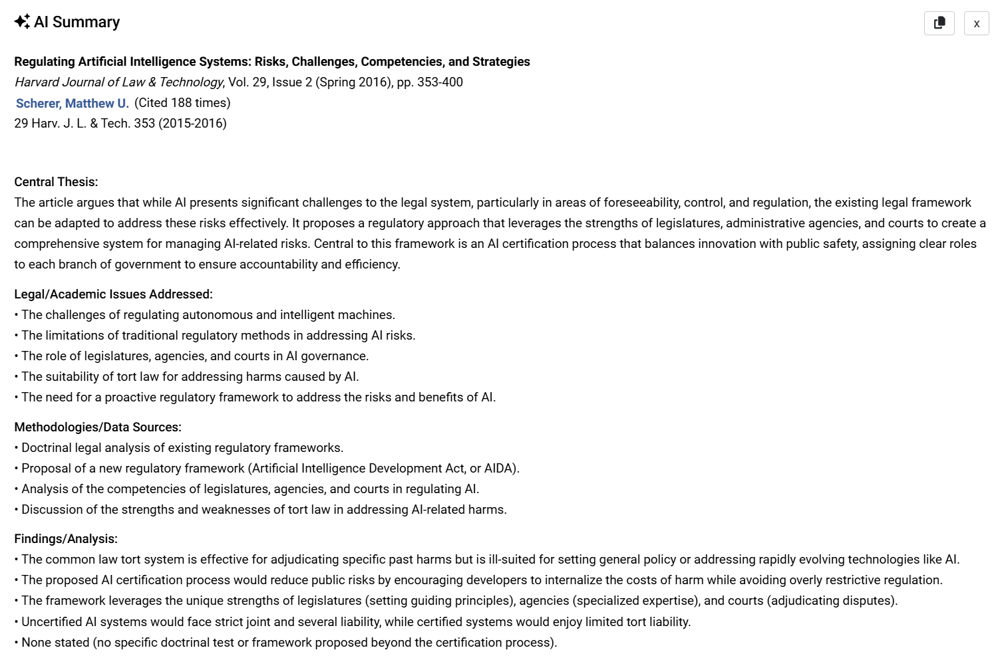 AI Summary
x
Regulating Artificial Intelligence Systems: Risks, Challenges, Competencies, and Strategies
Harvard Journal of Law & Technology, Vol. 29, Issue 2 (Spring 2016), pp. 353-400
Scherer, Matthew U. (Cited 188 times)
29 Harv. J. L. & Tech. 353 (2015-2016)
Central Thesis:
The article argues that while AI presents significant challenges to the legal system, particularly in areas of foreseeability, control, and regulation, the existing legal framework
can be adapted to address these risks effectively. It proposes a regulatory approach that leverages the strengths of legislatures, administrative agencies, and courts to create a
comprehensive system for managing AI-related risks. Central to this framework is an AI certification process that balances innovation with public safety, assigning clear roles
to each branch of government to ensure accountability and efficiency.
Legal/Academic Issues Addressed:
• The challenges of regulating autonomous and intelligent machines.
• The limitations of traditional regulatory methods in addressing AI risks.
• The role of legislatures, agencies, and courts in AI governance.
• The suitability of tort law for addressing harms caused by AI.
• The need for a proactive regulatory framework to address the risks and benefits of AI.
Methodologies/Data Sources:
• Doctrinal legal analysis of existing regulatory frameworks.
• Proposal of a new regulatory framework (Artificial Intelligence Development Act, or AIDA).
• Analysis of the competencies of legislatures, agencies, and courts in regulating AI.
• Discussion of the strengths and weaknesses of tort law in addressing AI-related harms.
Findings/Analysis:
• The common law tort system is effective for adjudicating specific past harms but is ill-suited for setting general policy or addressing rapidly evolving technologies like AI.
• The proposed AI certification process would reduce public risks by encouraging developers to internalize the costs of harm while avoiding overly restrictive regulation.
• The framework leverages the unique strengths of legislatures (setting guiding principles), agencies (specialized expertise), and courts (adjudicating disputes).
• Uncertified AI systems would face strict joint and several liability, while certified systems would enjoy limited tort liability.
• None stated (no specific doctrinal test or framework proposed beyond the certification process).